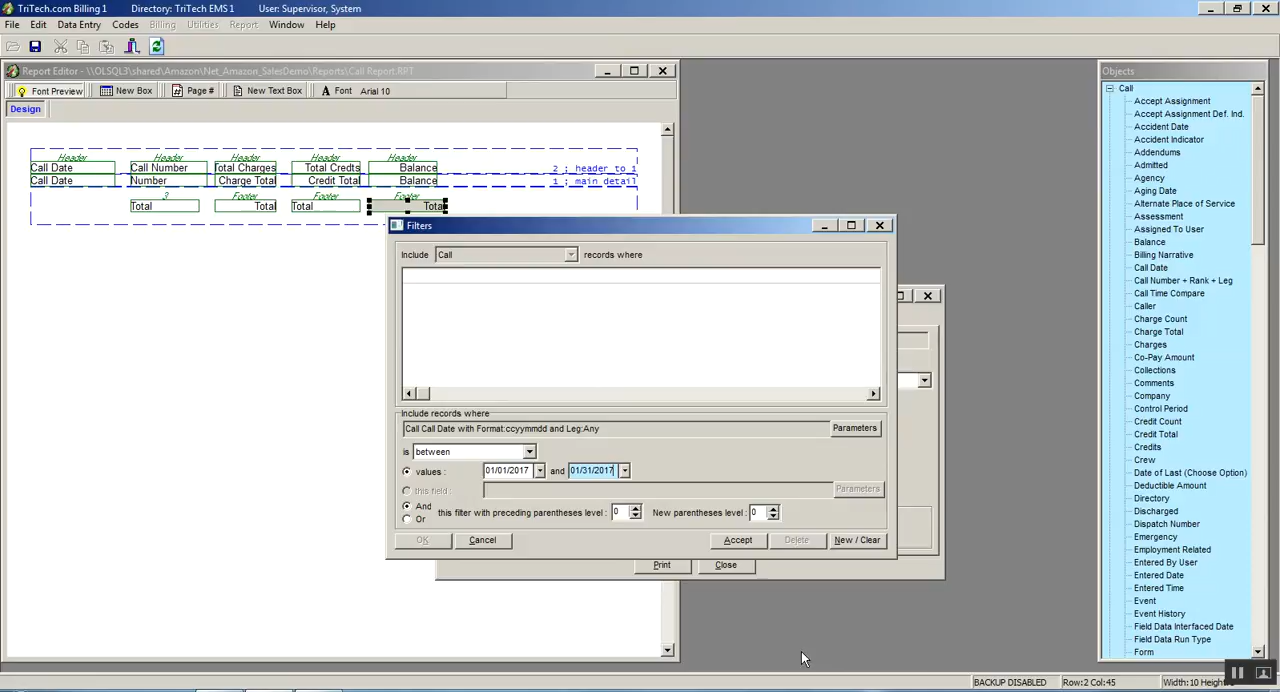 TriTech.com Billing 1 Directory: TriTech EMS 1 User: Supervisor, System
File Edit Data Entry Codes Billing Utilities Report Window Help
Report Editor - \\OLSQL3\shared\Amazon\Net_Amazon_SalesDemo\Reports\Call Report.RPT
Font Preview New Box Page # New Text Box A Font Arial 10
Design
Header Header Header Header Header
Call Date Call Number Total Charges Total Credts Balance 2 ; header to 1
Call Date Number Charge Total Credit Total Balance 1 ; main detail
3 Footer Footer Footer
Total Total Total Total
Filters
Include Call records where
Include records where
Call Call Date with Format:ccyymmdd and Leg:Any Parameters
is between
values : 01/01/2017 and 01/31/2017
this field : Parameters
And
Or
this filter with preceding parentheses level : 0 New parentheses level : 0
OK Cancel Accept Delete New / Clear
Print Close
Objects
Call
Accept Assignment
Accept Assignment Def. Ind.
Accident Date
Accident Indicator
Addendums
Admitted
Agency
Aging Date
Alternate Place of Service
Assessment
Assigned To User
Balance
Billing Narrative
Call Date
Call Number + Rank + Leg
Call Time Compare
Caller
Charge Count
Charge Total
Charges
Co-Pay Amount
Collections
Comments
Company
Control Period
Credit Count
Credit Total
Credits
Crew
Date of Last (Choose Option)
Deductible Amount
Directory
Discharged
Dispatch Number
Emergency
Employment Related
Entered By User
Entered Date
Entered Time
Event
Event History
Field Data Interfaced Date
Field Data Run Type
Form
BACKUP DISABLED Row:2 Col:45 Width:10